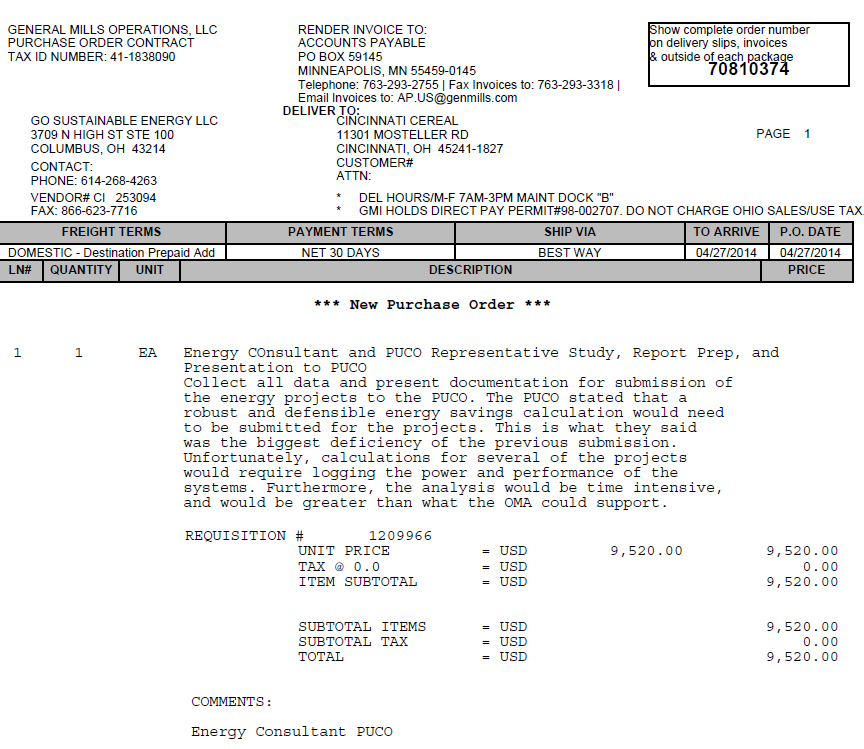 GENERAL MILLS OPERATIONS, LLC
PURCHASE ORDER CONTRACT
TAX ID NUMBER: 41-1838090
RENDER INVOICE TO:
ACCOUNTS PAYABLE
PO BOX 59145
MINNEAPOLIS, MN 55459-0145
Telephone: 763-293-2755 | Fax Invoices to: 763-293-3318 |
Email Invoices to: AP.US@genmills.com
Show complete order number
on delivery slips, invoices
& outside of each package
70810374
DELIVER TO:
GO SUSTAINABLE ENERGY LLC
3709 N HIGH ST STE 100
COLUMBUS, OH 43214
CONTACT:
PHONE: 614-268-4263
VENDOR# CI 253094
FAX: 866-623-7716
CINCINNATI CEREAL
11301 MOSTELLER RD
CINCINNATI, OH 45241-1827
CUSTOMER#
ATTN:
* DEL HOURS/M-F 7AM-3PM MAINT DOCK "B"
* GMI HOLDS DIRECT PAY PERMIT#98-002707. DO NOT CHARGE OHIO SALES/USE TAX.
PAGE 1
FREIGHT TERMS PAYMENT TERMS SHIP VIA TO ARRIVE P.O. DATE
DOMESTIC - Destination Prepaid Add NET 30 DAYS BEST WAY 04/27/2014 04/27/2014
LN# QUANTITY UNIT DESCRIPTION PRICE
*** New Purchase Order ***
1 1 EA Energy COnsultant and PUCO Representative Study, Report Prep, and
Presentation to PUCO
Collect all data and present documentation for submission of
the energy projects to the PUCO. The PUCO stated that a
robust and defensible energy savings calculation would need
to be submitted for the projects. This is what they said
was the biggest deficiency of the previous submission.
Unfortunately, calculations for several of the projects
would require logging the power and performance of the
systems. Furthermore, the analysis would be time intensive,
and would be greater than what the OMA could support.
REQUISITION # 1209966
UNIT PRICE = USD 9,520.00 9,520.00
TAX @ 0.0 = USD 0.00
ITEM SUBTOTAL = USD 9,520.00
SUBTOTAL ITEMS = USD 9,520.00
SUBTOTAL TAX = USD 0.00
TOTAL = USD 9,520.00
COMMENTS:
Energy Consultant PUCO